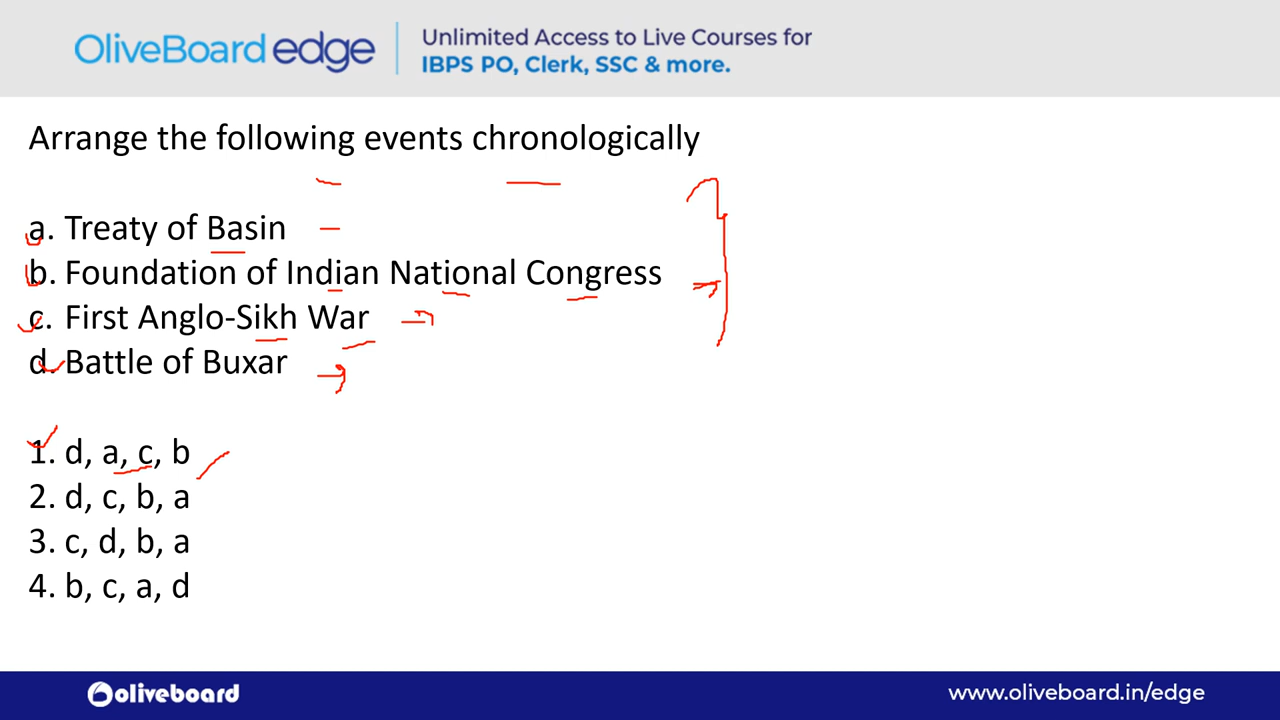 OliveBoard edge
Unlimited Access to Live Courses for
IBPS PO, Clerk, SSC & more.
Arrange the following events chronologically
a. Treaty of Basin
b. Foundation of Indian National Congress
c. First Anglo-Sikh War
d. Battle of Buxar
1. d, a, c, b
2. d, c, b, a
3. c, d, b, a
4. b, c, a, d
oliveboard
www.oliveboard.in/edge